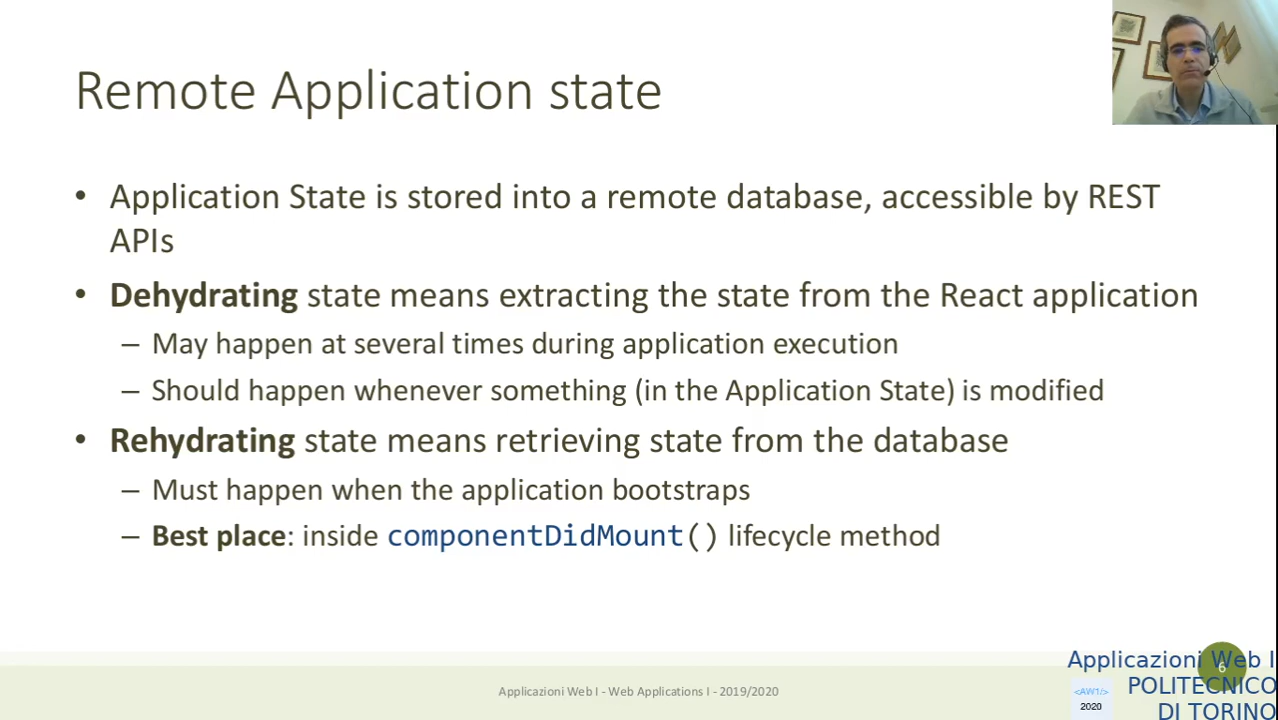 Remote Application state
• Application State is stored into a remote database, accessible by REST
APIs
• Dehydrating state means extracting the state from the React application
– May happen at several times during application execution
– Should happen whenever something (in the Application State) is modified
• Rehydrating state means retrieving state from the database
– Must happen when the application bootstraps
– Best place: inside componentDidMount() lifecycle method
Applicazioni Web I - Web Applications I - 2019/2020
6
Applicazioni Web I
POLITECNICO
DI TORINO
<AW1/>
2020